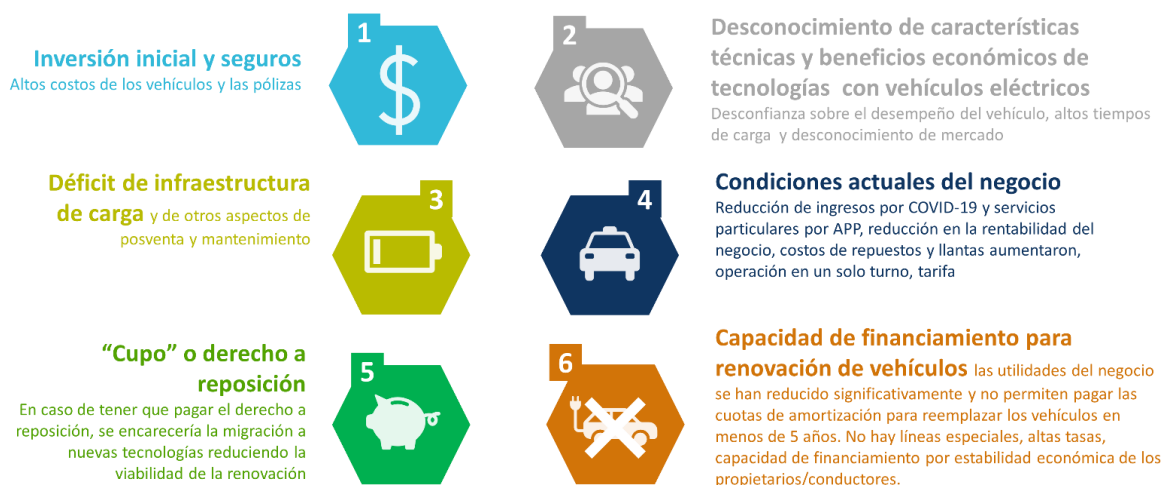 1
Inversión inicial y seguros
Altos costos de los vehículos y las pólizas
$
2
Desconocimiento de características
técnicas y beneficios económicos de
tecnologías con vehículos eléctricos
Desconfianza sobre el desempeño del vehículo, altos tiempos
de carga y desconocimiento de mercado
3
Déficit de infraestructura
de carga y de otros aspectos de
posventa y mantenimiento
4
Condiciones actuales del negocio
Reducción de ingresos por COVID-19 y servicios
particulares por APP, reducción en la rentabilidad del
negocio, costos de repuestos y llantas aumentaron,
operación en un solo turno, tarifa
5
“Cupo” o derecho a
reposición
En caso de tener que pagar el derecho a
reposición, se encarecería la migración a
nuevas tecnologías reduciendo la
viabilidad de la renovación
6
Capacidad de financiamiento para
renovación de vehículos las utilidades del negocio
se han reducido significativamente y no permiten pagar las
cuotas de amortización para reemplazar los vehículos en
menos de 5 años. No hay líneas especiales, altas tasas,
capacidad de financiamiento por estabilidad económica de los
propietarios/conductores.